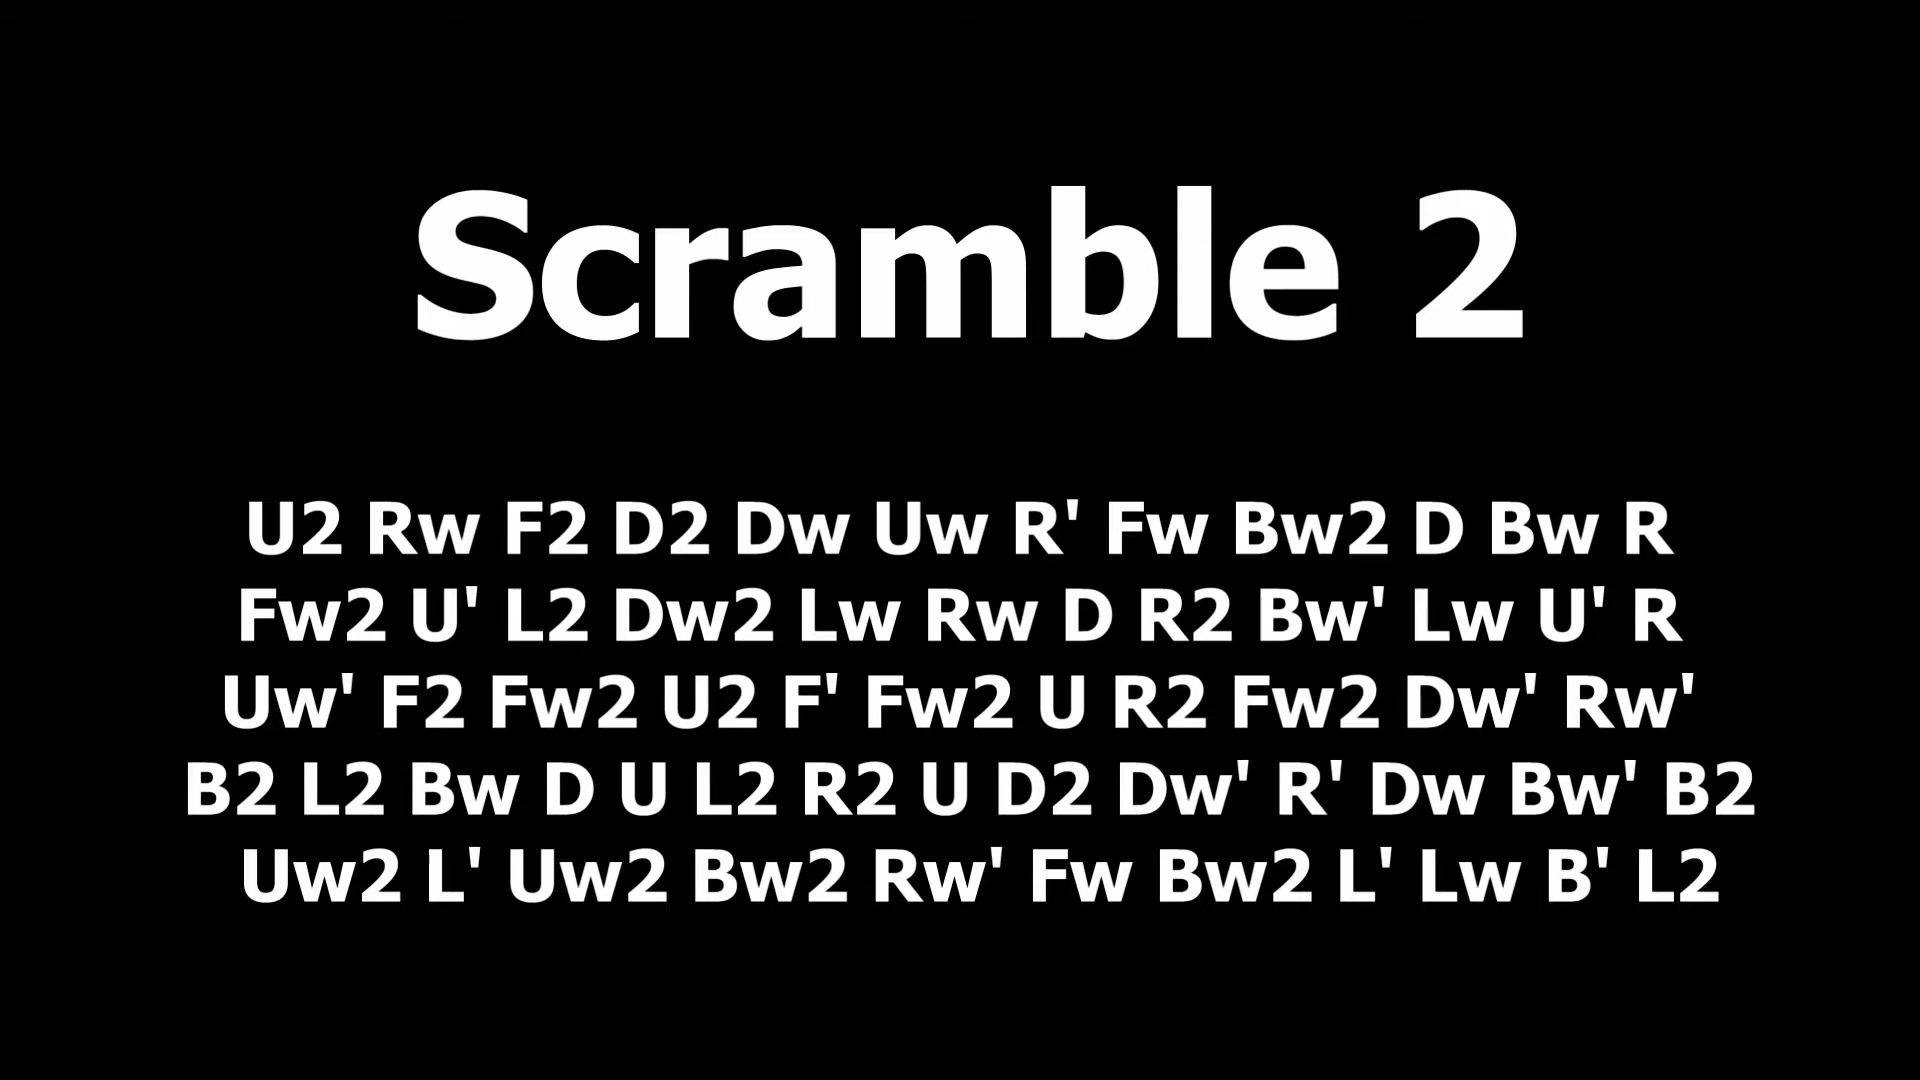 Scramble 2
U2 Rw F2 D2 Dw Uw R' Fw Bw2 D Bw R
Fw2 U' L2 Dw2 Lw Rw D R2 Bw' Lw U' R
Uw' F2 Fw2 U2 F' Fw2 U R2 Fw2 Dw' Rw'
B2 L2 Bw D U L2 R2 U D2 Dw' R' Dw Bw' B2
Uw2 L' Uw2 Bw2 Rw' Fw Bw2 L' Lw B' L2